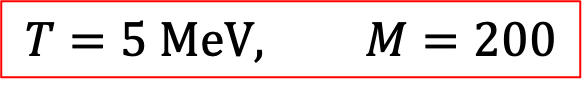 T = 5 MeV, M = 200